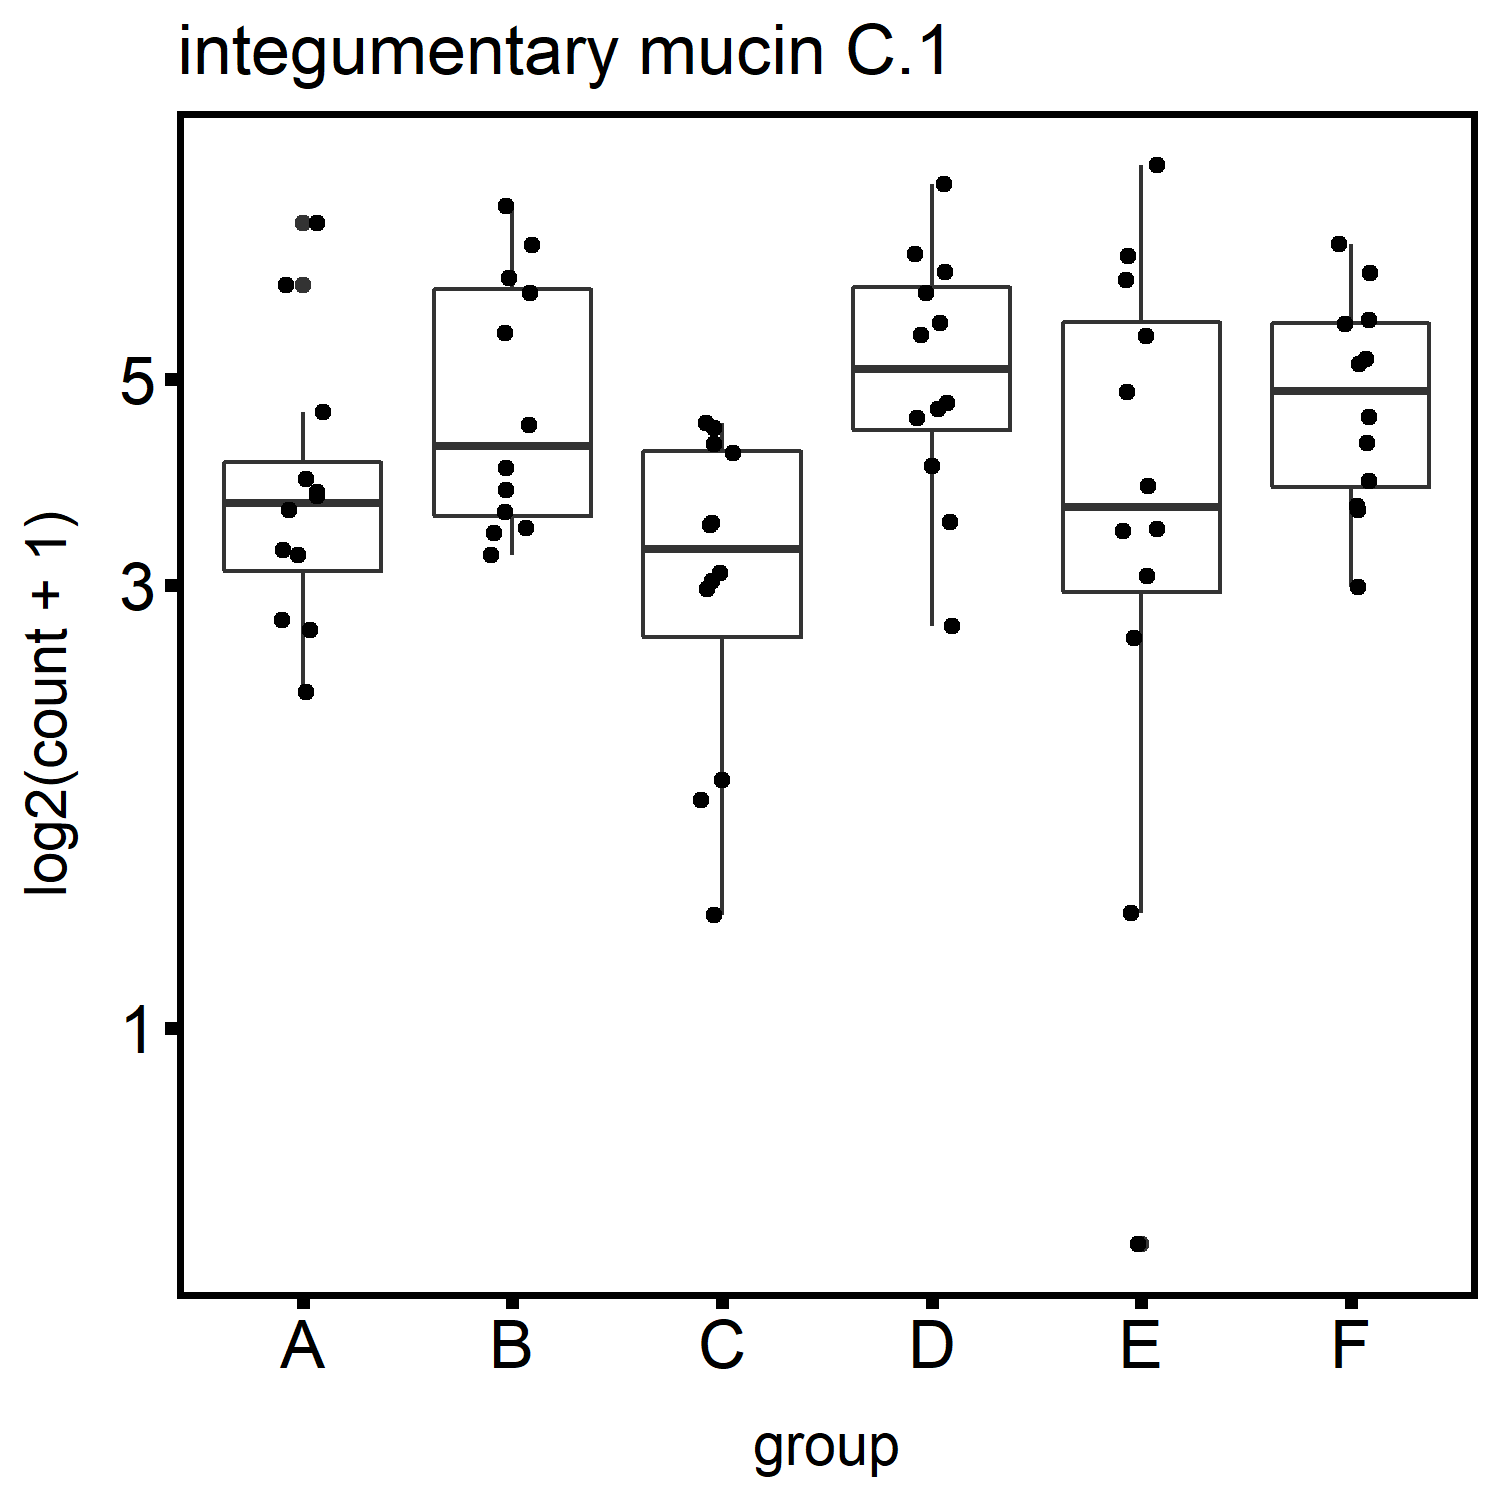 integumentary mucin C.1
log2(count + 1)
5
3
1
A B C D E F
group